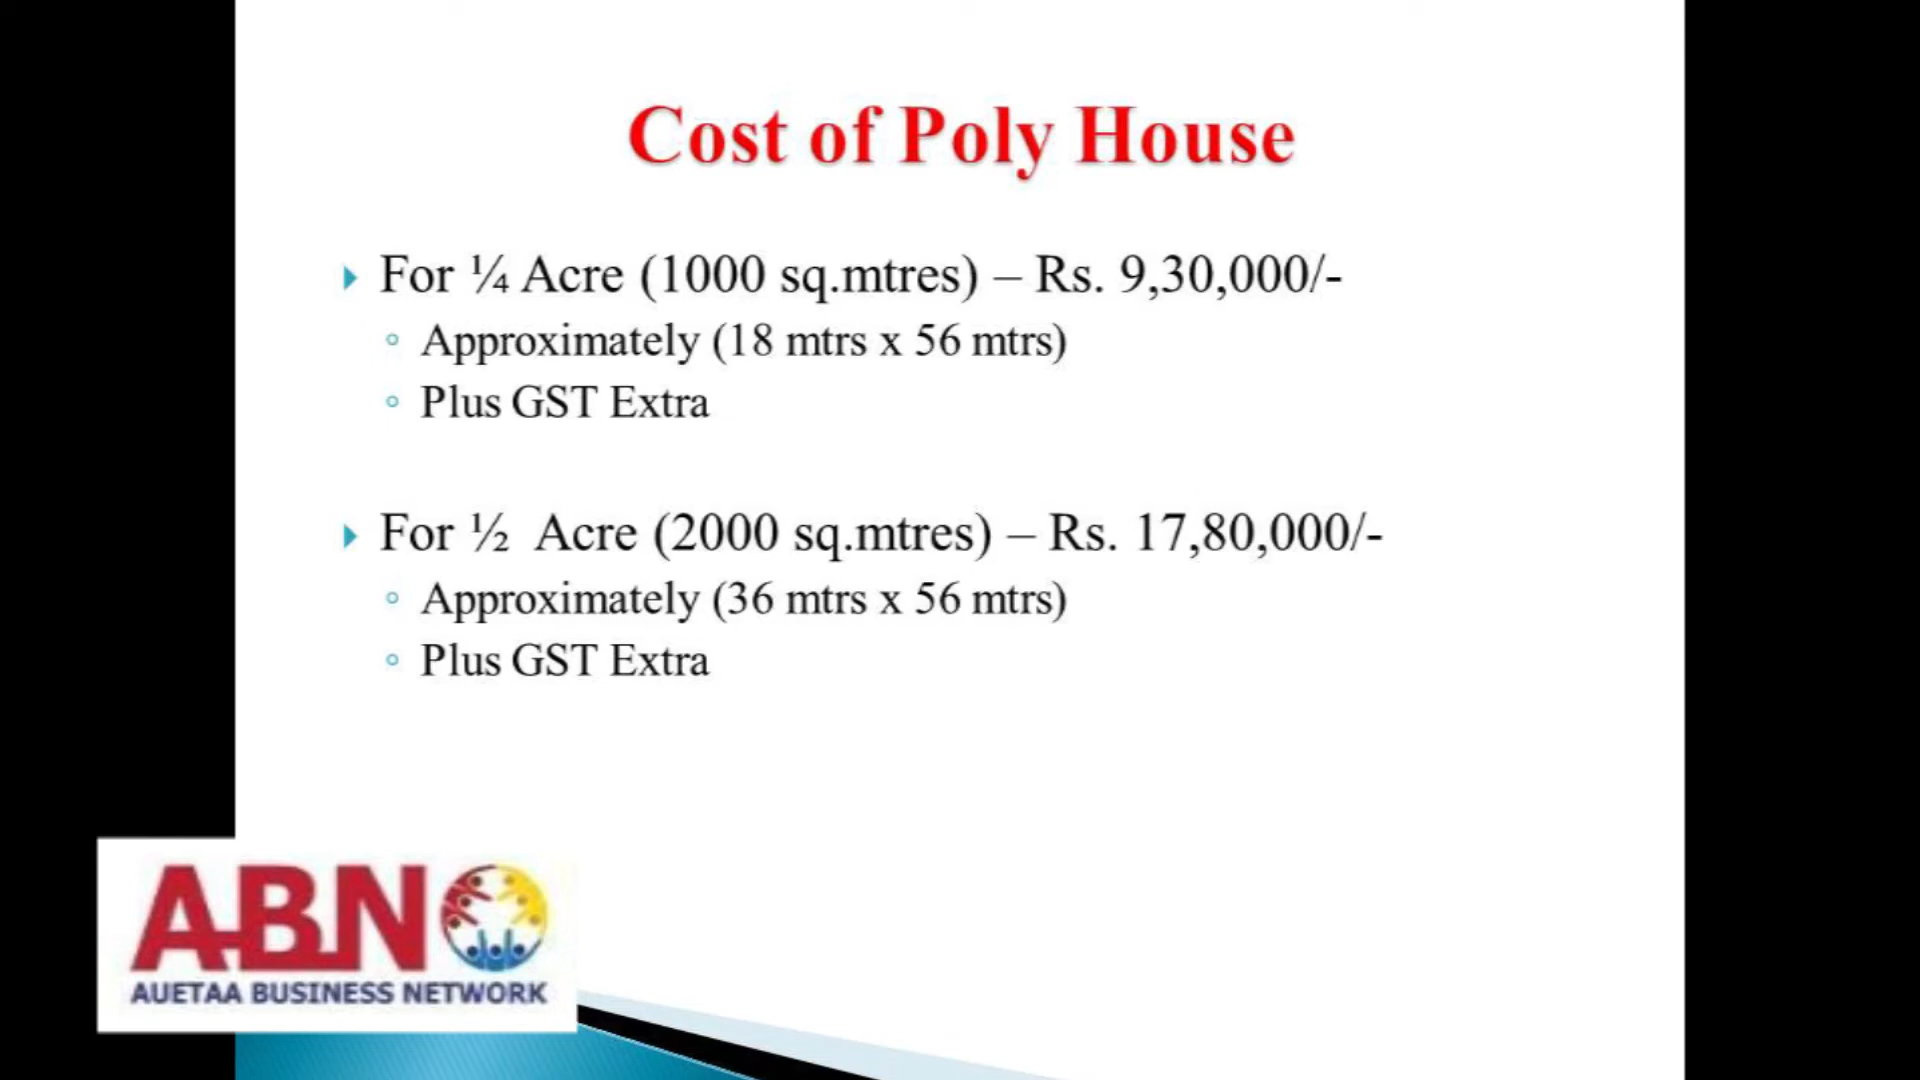 Cost of Poly House
For ¼ Acre (1000 sq.mtres) – Rs. 9,30,000/-
Approximately (18 mtrs x 56 mtrs)
Plus GST Extra
For ½ Acre (2000 sq.mtres) – Rs. 17,80,000/-
Approximately (36 mtrs x 56 mtrs)
Plus GST Extra
ABN
AUETAA BUSINESS NETWORK